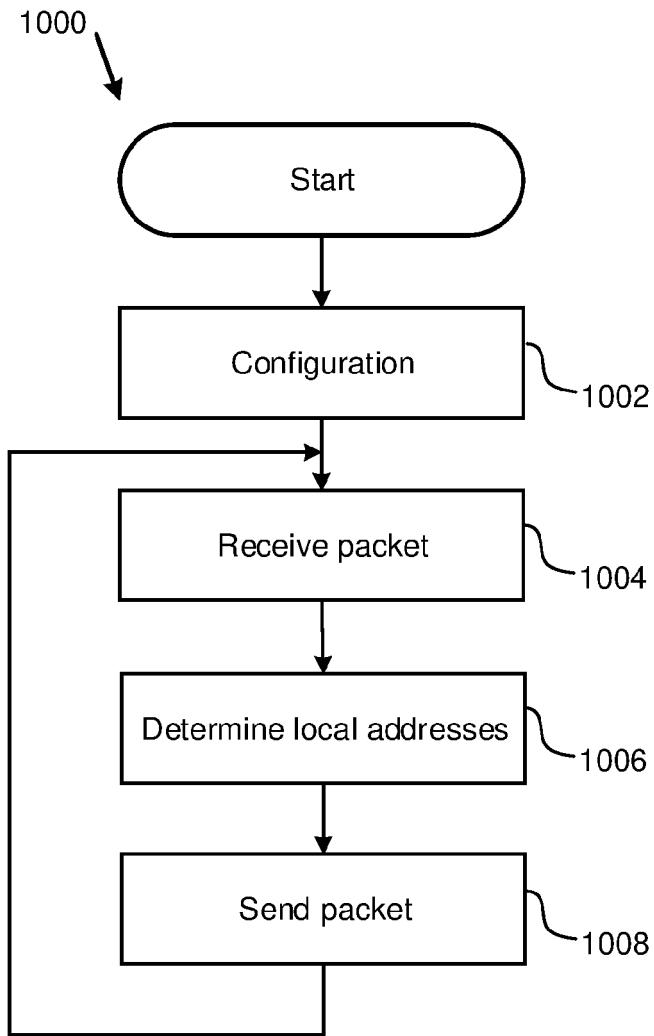 1000
Start
Configuration
1002
Receive packet
1004
Determine local addresses
1006
Send packet
1008